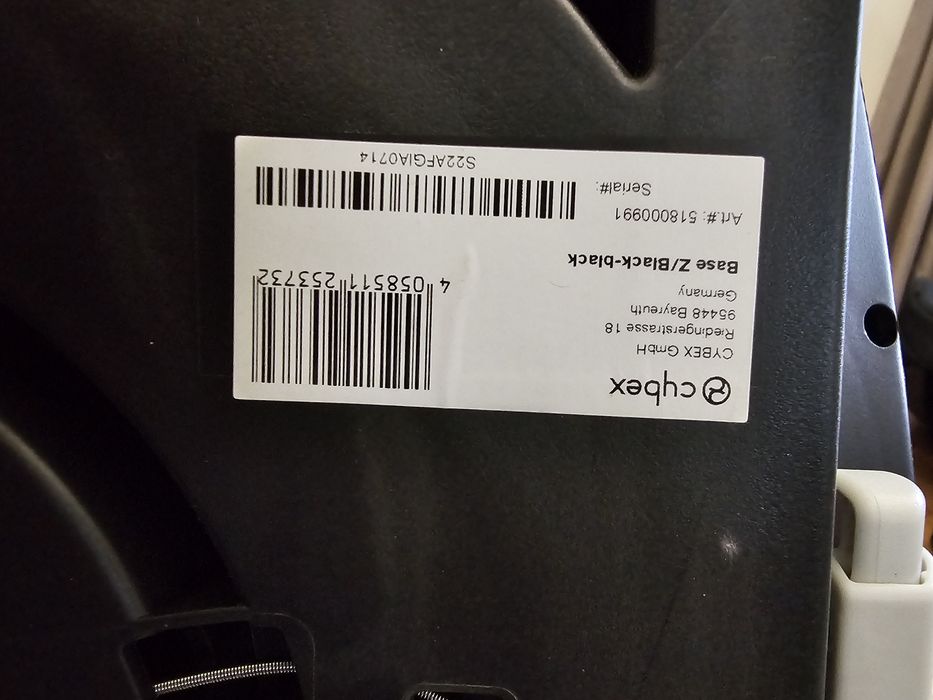 cybex
CYBEX GmbH
Riedingerstrasse 18
95448 Bayreuth
Germany
Base Z/Black-black
Art.#: 518000991
Serial#:
4 058511 253732
S22AFGIA0714